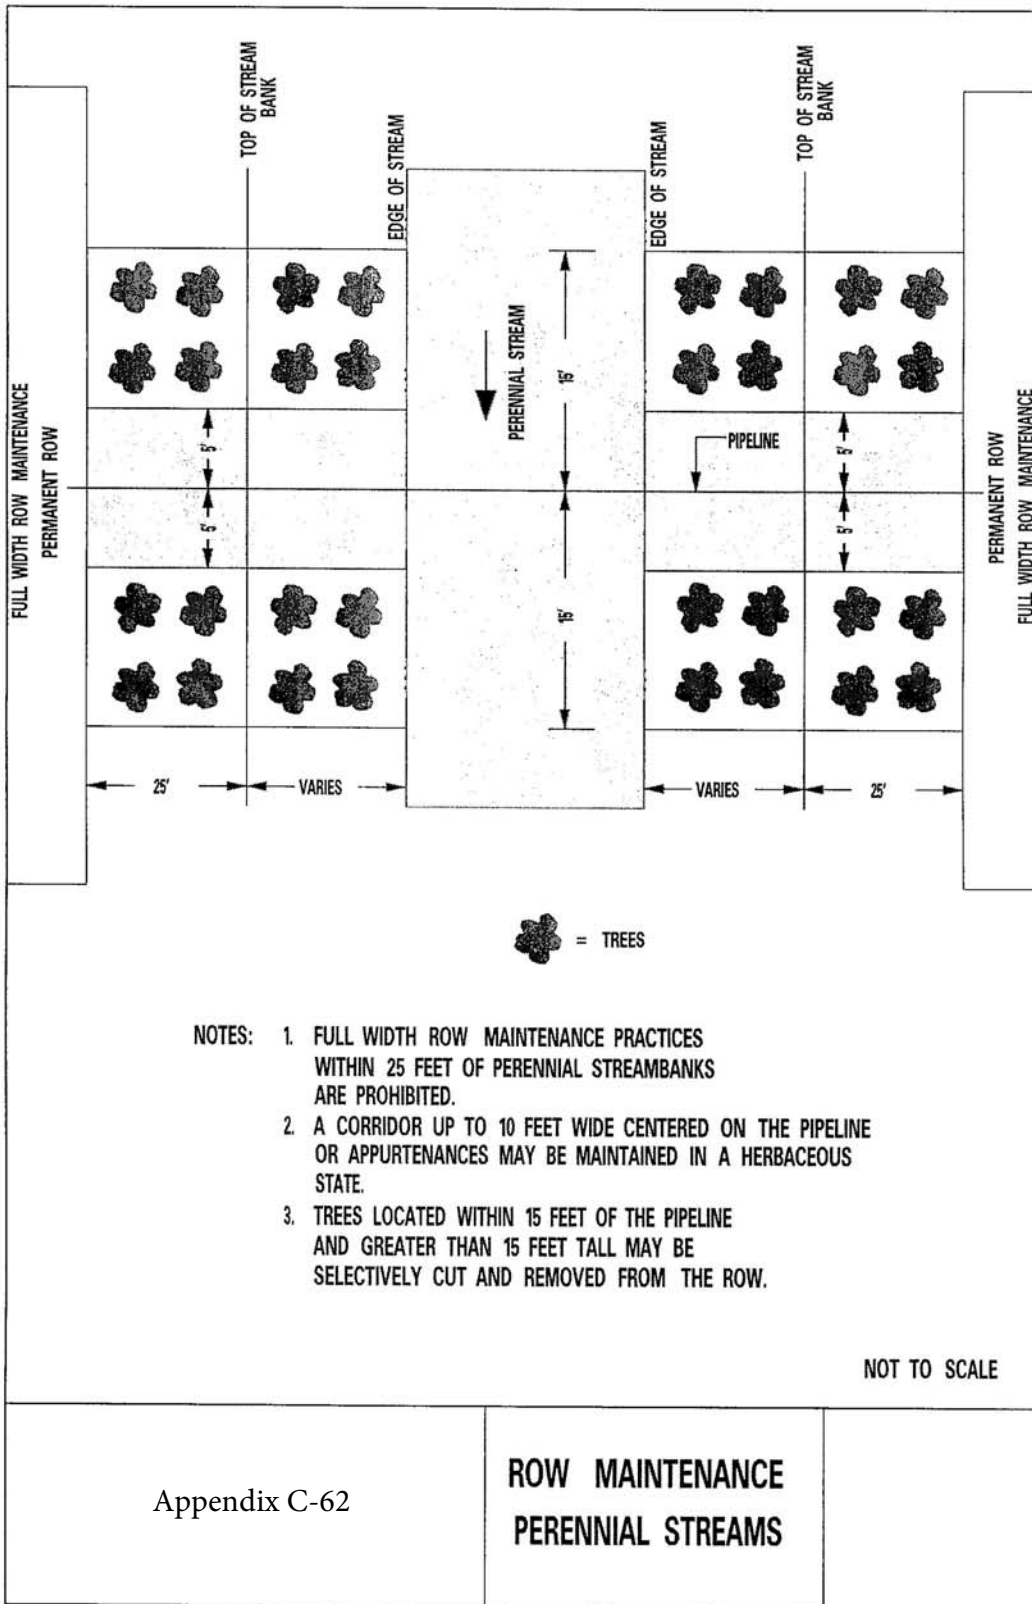 TOP OF STREAM
BANK
EDGE OF STREAM
EDGE OF STREAM
TOP OF STREAM
BANK
FULL WIDTH ROW MAINTENANCE
PERMANENT ROW
5'
5'
PERENNIAL STREAM
15'
15'
PIPELINE
5'
5'
PERMANENT ROW
FULL WIDTH ROW MAINTENANCE
25'
VARIES
VARIES
25'
= TREES
NOTES: 1. FULL WIDTH ROW MAINTENANCE PRACTICES
WITHIN 25 FEET OF PERENNIAL STREAMBANKS
ARE PROHIBITED.
2. A CORRIDOR UP TO 10 FEET WIDE CENTERED ON THE PIPELINE
OR APPURTENANCES MAY BE MAINTAINED IN A HERBACEOUS
STATE.
3. TREES LOCATED WITHIN 15 FEET OF THE PIPELINE
AND GREATER THAN 15 FEET TALL MAY BE
SELECTIVELY CUT AND REMOVED FROM THE ROW.
NOT TO SCALE
Appendix C-62
ROW MAINTENANCE
PERENNIAL STREAMS